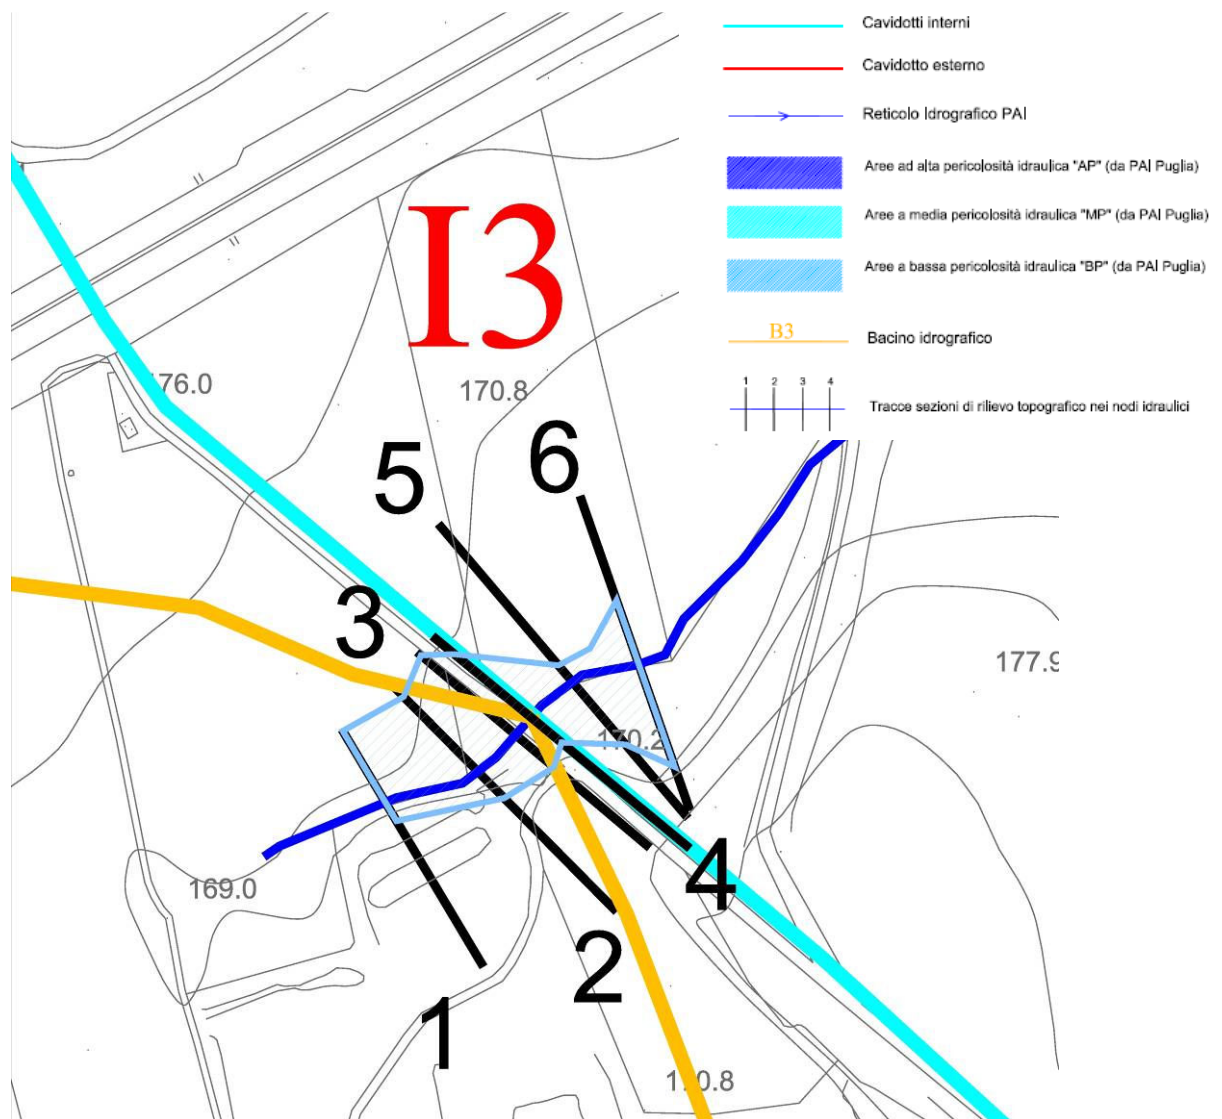 Cavidotti interni
Cavidotto esterno
Reticolo Idrografico PAI
Aree ad alta pericolosità idraulica "AP" (da PAI Puglia)
Aree a media pericolosità idraulica "MP" (da PAI Puglia)
Aree a bassa pericolosità idraulica "BP" (da PAI Puglia)
B3
Bacino idrografico
1 2 3 4
Tracce sezioni di rilievo topografico nei nodi idraulici
I3
176.0
170.8
5
6
3
177.9
170.2
4
169.0
2
1